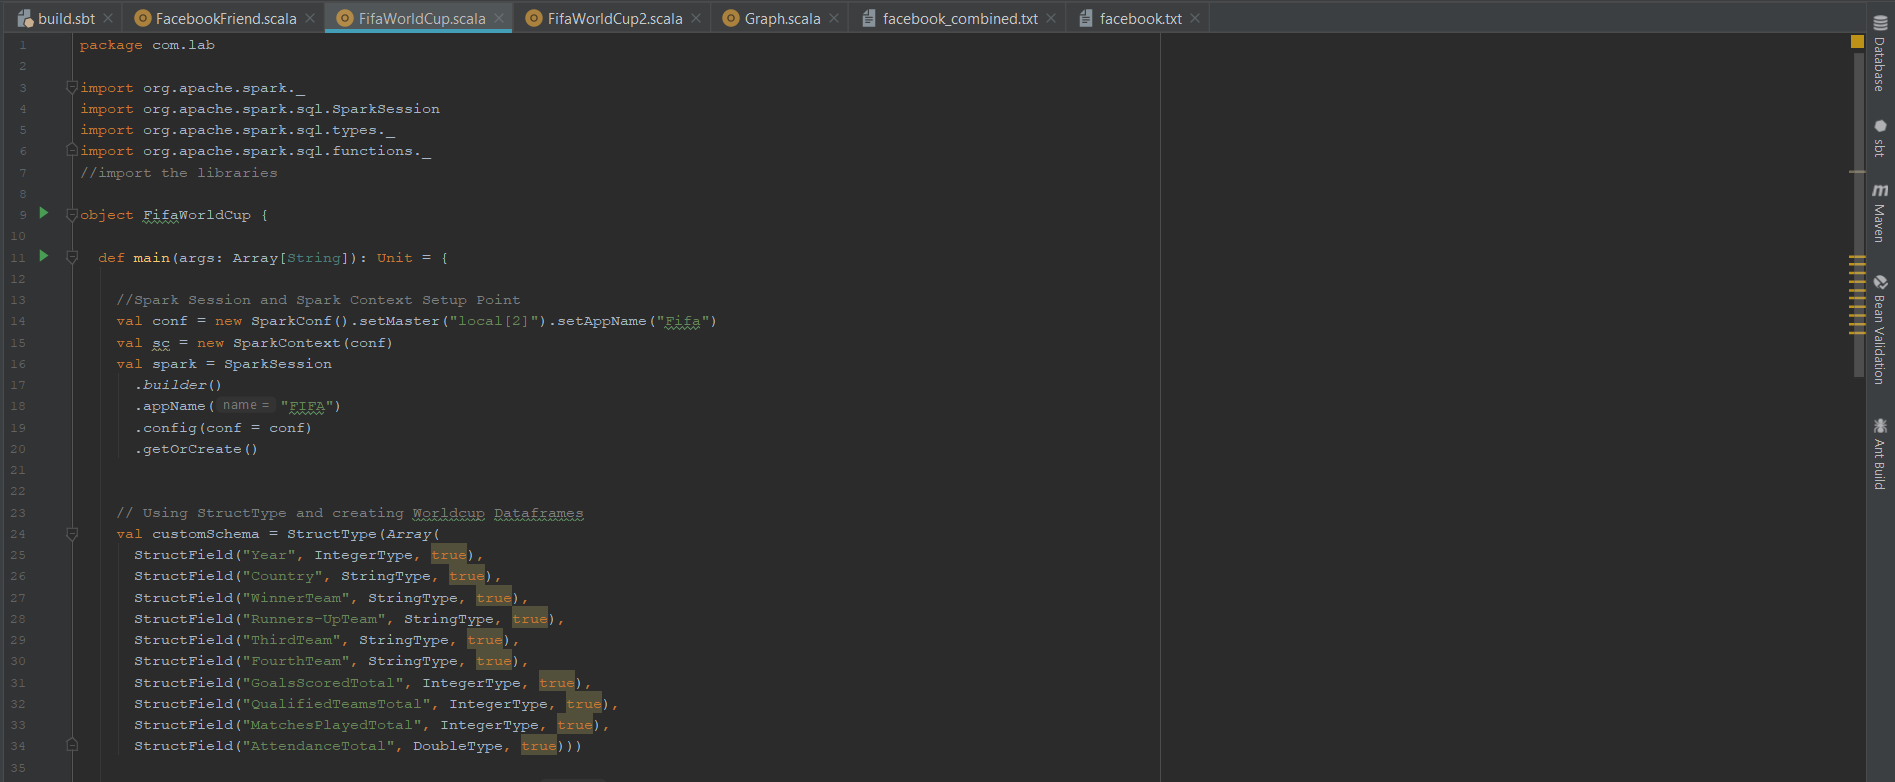 build.sbt FacebookFriend.scala FifaWorldCup.scala FifaWorldCup2.scala Graph.scala facebook_combined.txt facebook.txt
1 package com.lab
2
3 import org.apache.spark._
4 import org.apache.spark.sql.SparkSession
5 import org.apache.spark.sql.types._
6 import org.apache.spark.sql.functions._
7 //import the libraries
8
9 object FifaWorldCup {
10
11 def main(args: Array[String]): Unit = {
12
13 //Spark Session and Spark Context Setup Point
14 val conf = new SparkConf().setMaster("local[2]").setAppName("Fifa")
15 val sc = new SparkContext(conf)
16 val spark = SparkSession
17 .builder()
18 .appName( name = "FIFA")
19 .config(conf = conf)
20 .getOrCreate()
21
22
23 // Using StructType and creating Worldcup Dataframes
24 val customSchema = StructType(Array(
25 StructField("Year", IntegerType, true),
26 StructField("Country", StringType, true),
27 StructField("WinnerTeam", StringType, true),
28 StructField("Runners-UpTeam", StringType, true),
29 StructField("ThirdTeam", StringType, true),
30 StructField("FourthTeam", StringType, true),
31 StructField("GoalsScoredTotal", IntegerType, true),
32 StructField("QualifiedTeamsTotal", IntegerType, true),
33 StructField("MatchesPlayedTotal", IntegerType, true),
34 StructField("AttendanceTotal", DoubleType, true)))
35
Database
sbt
m Maven
Bean Validation
Ant Build